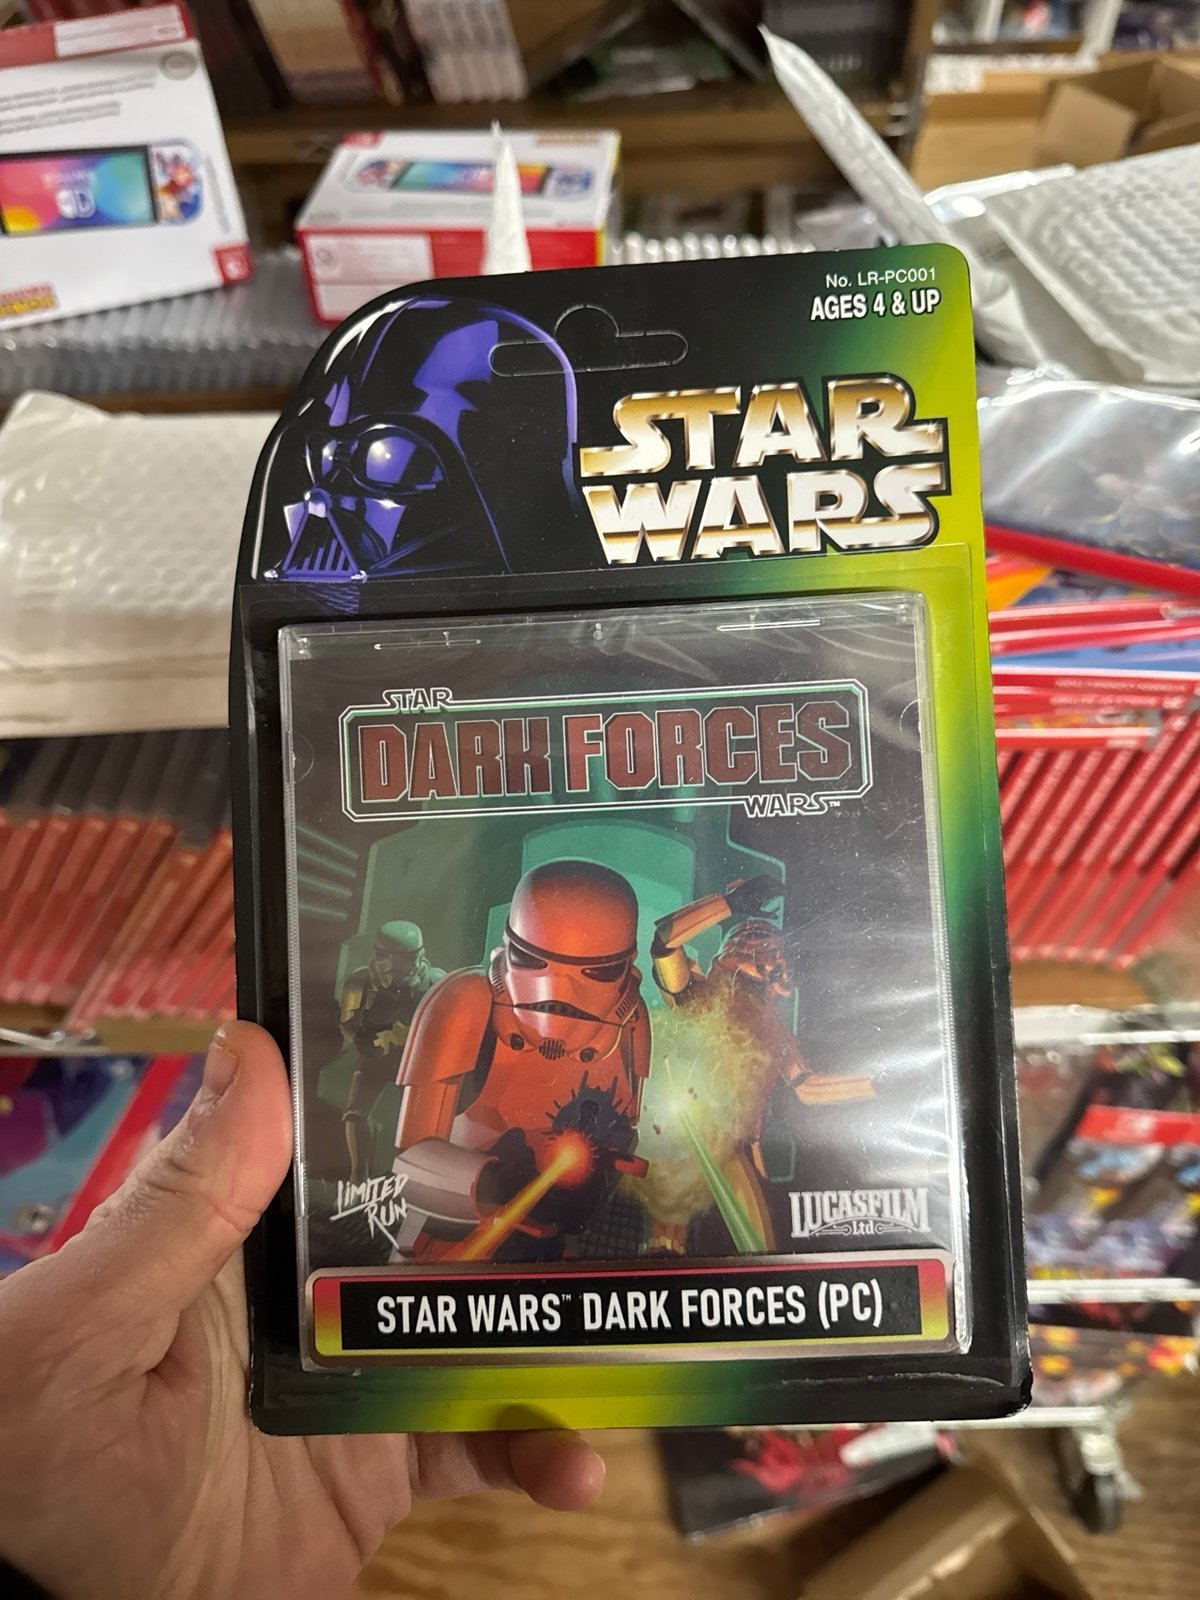 No. LR-PC001
AGES 4 & UP
STAR
WARS
STAR
DARK FORCES
WARS™
LIMITED
RUN
LUCASFILM
Ltd
STAR WARS™ DARK FORCES (PC)